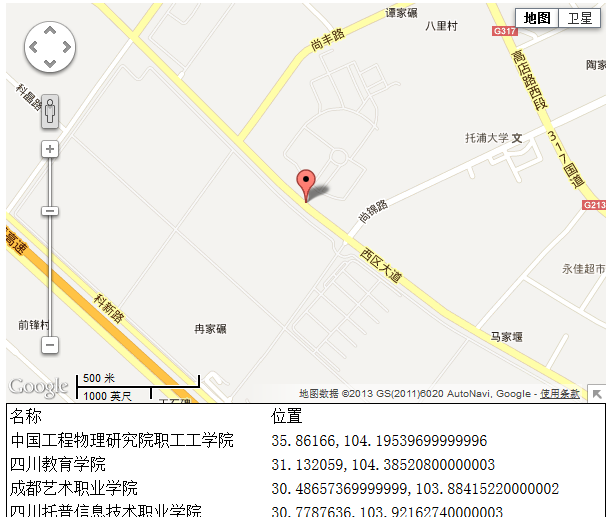 谭家碾
八里村
地图 卫星
G317
尚丰路
高店路西段
陶家
科晶路
托浦大学 文
317国道
尚锦路
G213
高速
西区大道
永佳超市
科新路
前锋村
冉家碾
马家堰
500 米
1000 英尺
Google
地图数据 ©2013 GS(2011)6020 AutoNavi, Google - 使用条款
名称 位置
中国工程物理研究院职工工学院 35.86166,104.19539699999996
四川教育学院 31.132059,104.38520800000003
成都艺术职业学院 30.48657369999999,103.88415220000002
四川托普信息技术职业学院 30.7787636,103.92162740000003